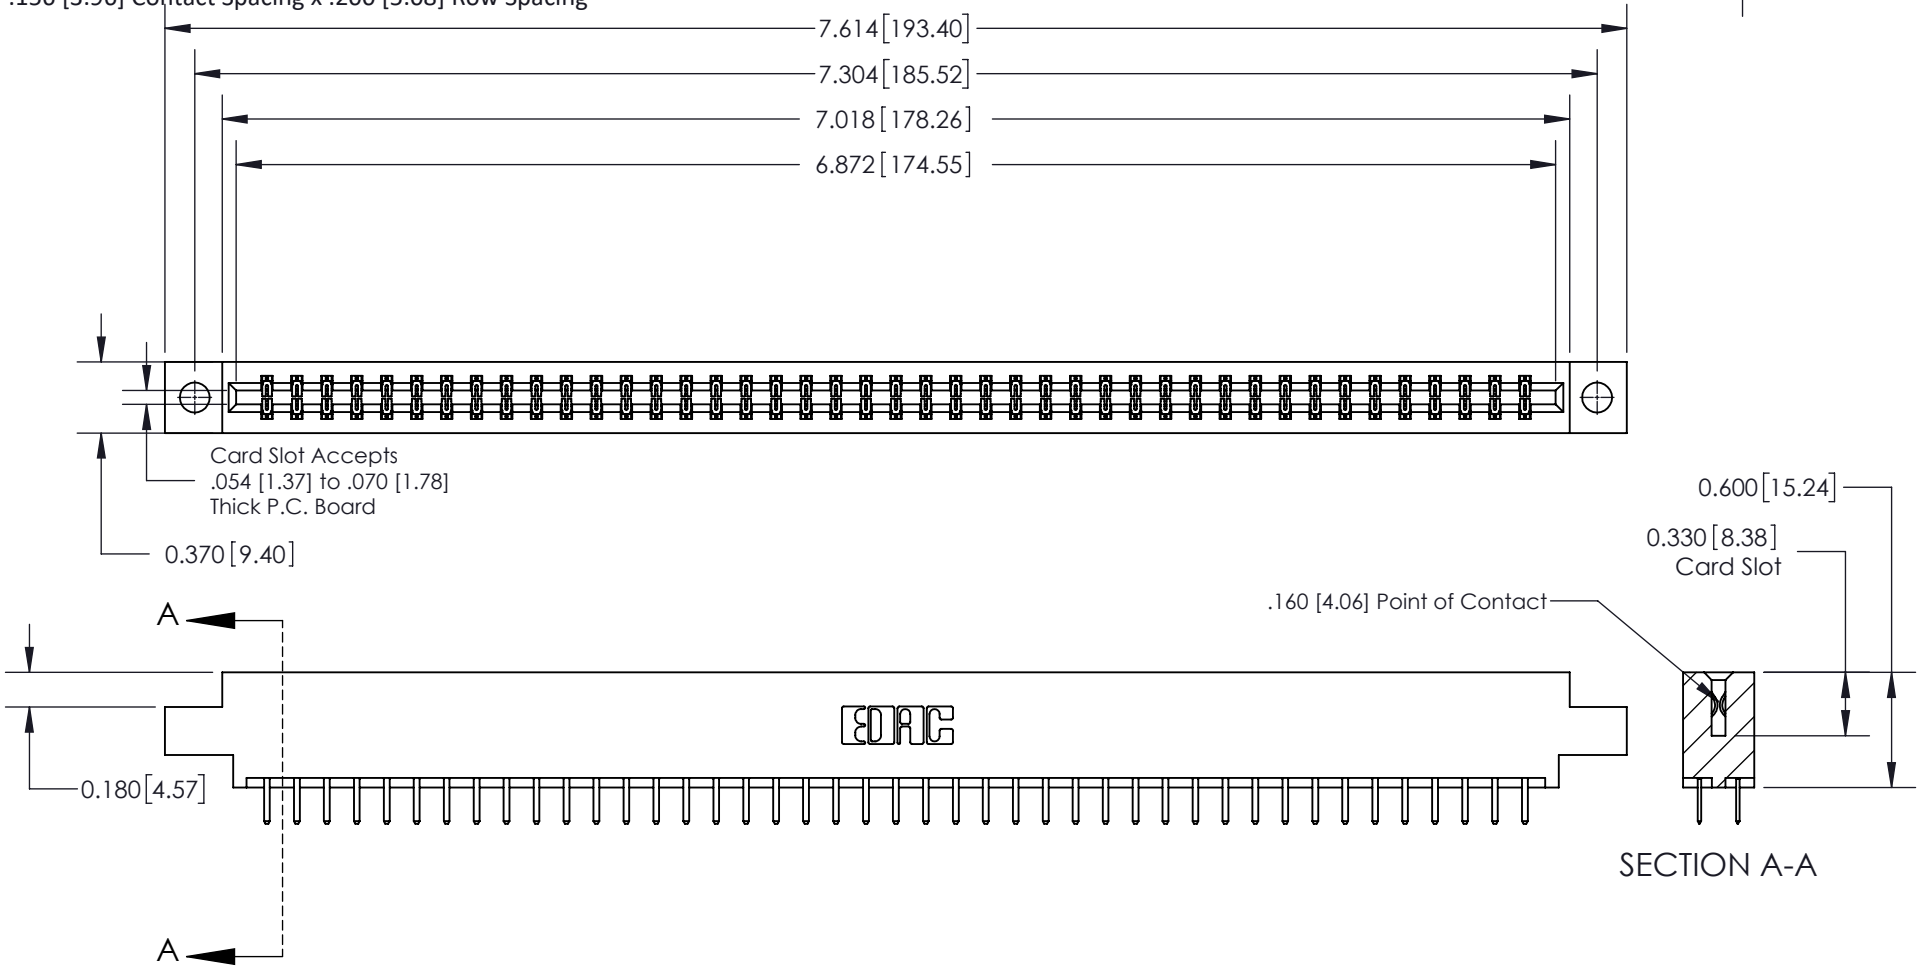 Contact Spacing x .200 [5.08] Row Spacing
7.614[193.40]
7.304[185.52]
7.018[178.26]
6.872[174.55]
Card Slot Accepts
.054 [1.37] to .070 [1.78]
Thick P.C. Board
0.370[9.40]
0.600[15.24]
0.330[8.38]
Card Slot
.160 [4.06] Point of Contact
A
EDAC
0.180[4.57]
SECTION A-A
A